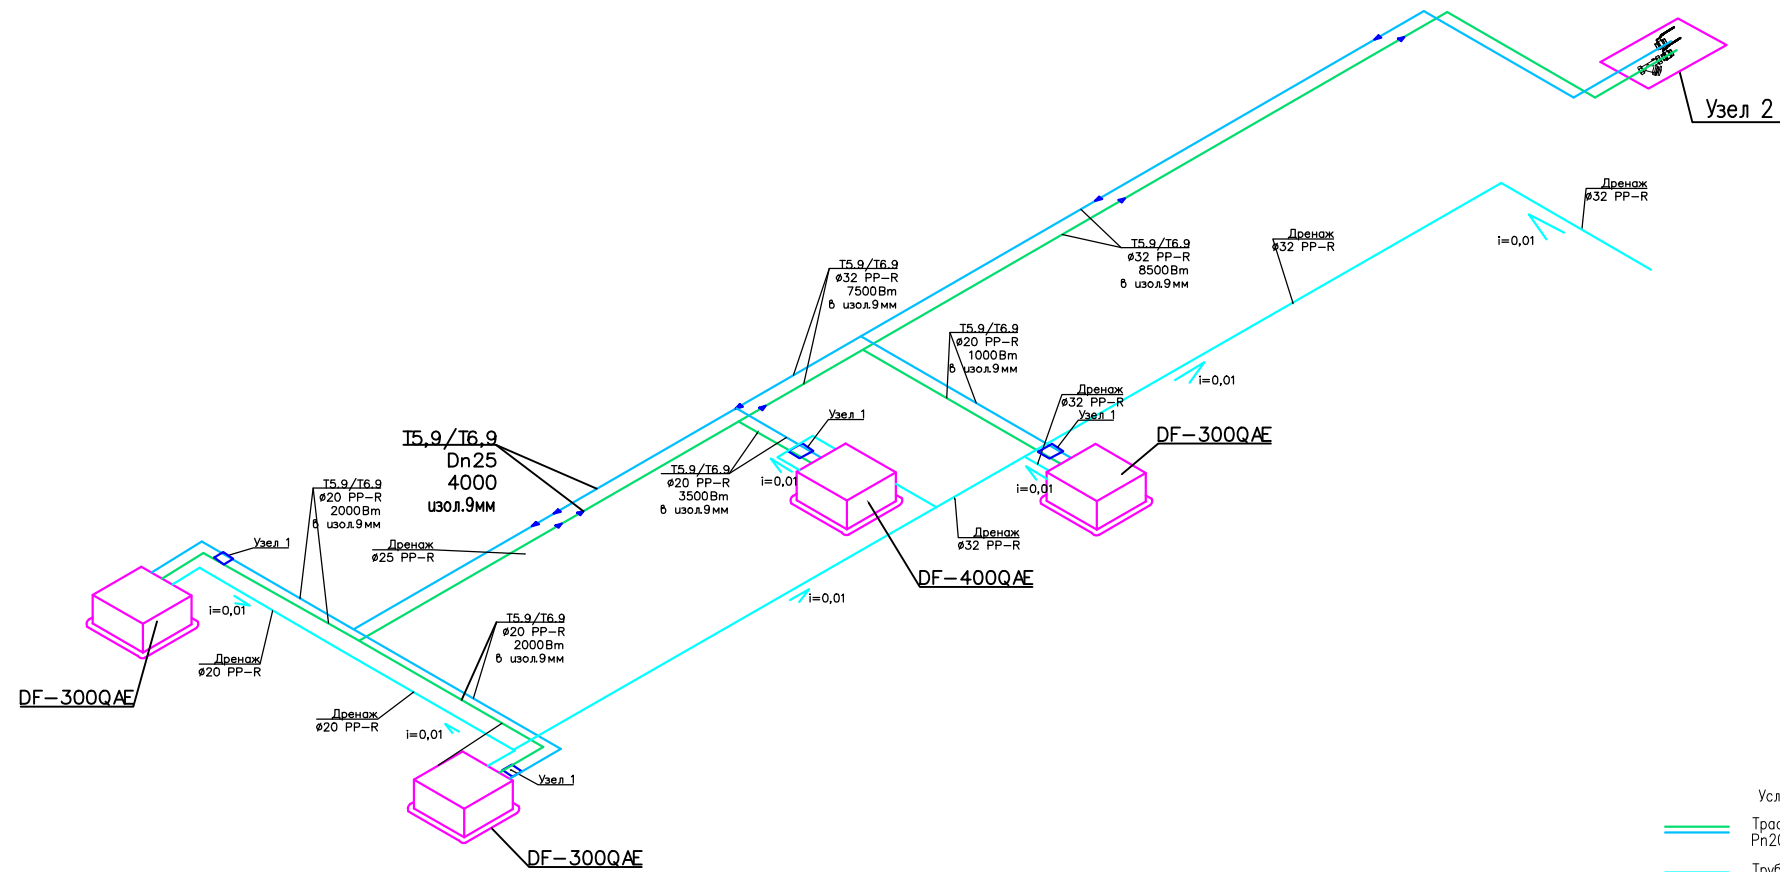 Узел 2
Дренаж
ø32 PP-R
i=0,01
Дренаж
ø32 PP-R
T5.9/T6.9
ø32 PP-R
8500Вт
в изол.9мм
T5.9/T6.9
ø32 PP-R
7500Вт
в изол.9мм
T5.9/T6.9
ø20 PP-R
1000Вт
в изол.9мм
i=0,01
Дренаж
ø32 PP-R
Узел 1
Узел 1
DF-300QAE
T5,9/T6,9
Dn25
4000
изол.9мм
T5.9/T6.9
ø20 PP-R
3500Вт
в изол.9мм
i=0,01
i=0,01
T5.9/T6.9
ø20 PP-R
2000Вт
в изол.9мм
Узел 1
Дренаж
ø25 PP-R
Дренаж
ø32 PP-R
DF-400QAE
i=0,01
i=0,01
T5.9/T6.9
ø20 PP-R
2000Вт
в изол.9мм
Дренаж
ø20 PP-R
DF-300QAE
Дренаж
ø20 PP-R
i=0,01
Узел 1
DF-300QAE
Усл
Pn20